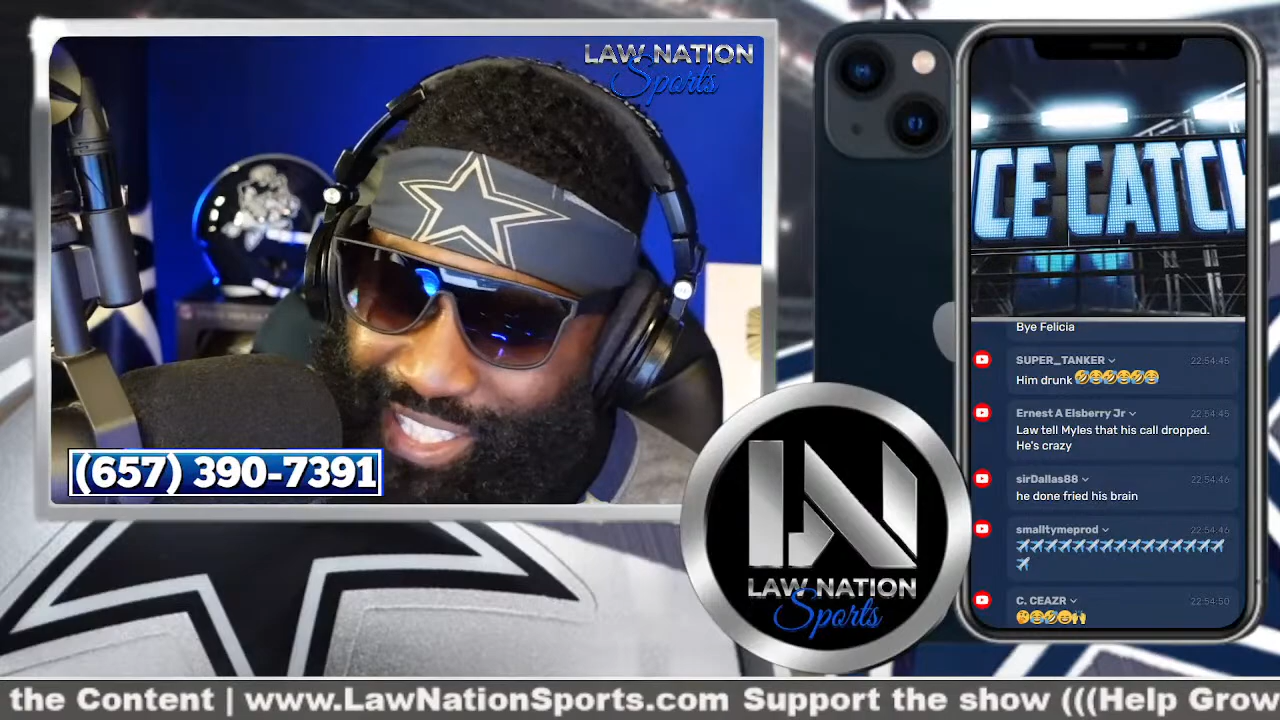 LAW NATION
Sports
(657) 390-7391
CE CATCH
Bye Felicia
SUPER_TANKER 22:54:45
Him drunk 🤣😂🤣😂🤣😂
Ernest A Elsberry Jr 22:54:45
Law tell Myles that his call dropped.
He's crazy
sirDallas88 22:54:46
he done fried his brain
smalltymeprod 22:54:46
C. CEAZR 22:54:50
LN
LAW NATION
Sports
the Content | www.LawNationSports.com Support the show (((Help Grow